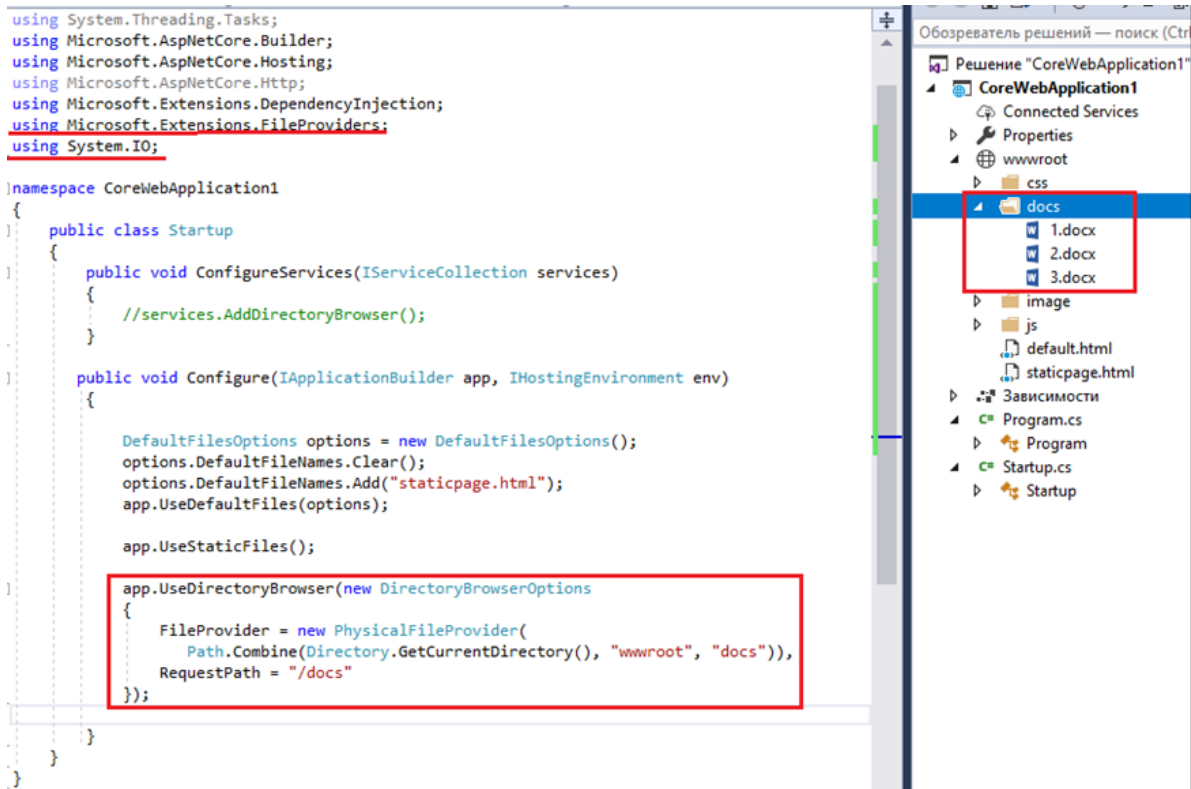 using System.Threading.Tasks;
using Microsoft.AspNetCore.Builder;
using Microsoft.AspNetCore.Hosting;
using Microsoft.AspNetCore.Http;
using Microsoft.Extensions.DependencyInjection;
using Microsoft.Extensions.FileProviders;
using System.IO;
namespace CoreWebApplication1
{
public class Startup
{
public void ConfigureServices(IServiceCollection services)
{
//services.AddDirectoryBrowser();
}
public void Configure(IApplicationBuilder app, IHostingEnvironment env)
{
DefaultFilesOptions options = new DefaultFilesOptions();
options.DefaultFileNames.Clear();
options.DefaultFileNames.Add("staticpage.html");
app.UseDefaultFiles(options);
app.UseStaticFiles();
app.UseDirectoryBrowser(new DirectoryBrowserOptions
{
FileProvider = new PhysicalFileProvider(
Path.Combine(Directory.GetCurrentDirectory(), "wwwroot", "docs")),
RequestPath = "/docs"
});
}
}
}
Обозреватель решений — поиск (Ctrl
Решение "CoreWebApplication1"
CoreWebApplication1
Connected Services
Properties
wwwroot
css
docs
1.docx
2.docx
3.docx
image
js
default.html
staticpage.html
Зависимости
C# Program.cs
Program
C# Startup.cs
Startup